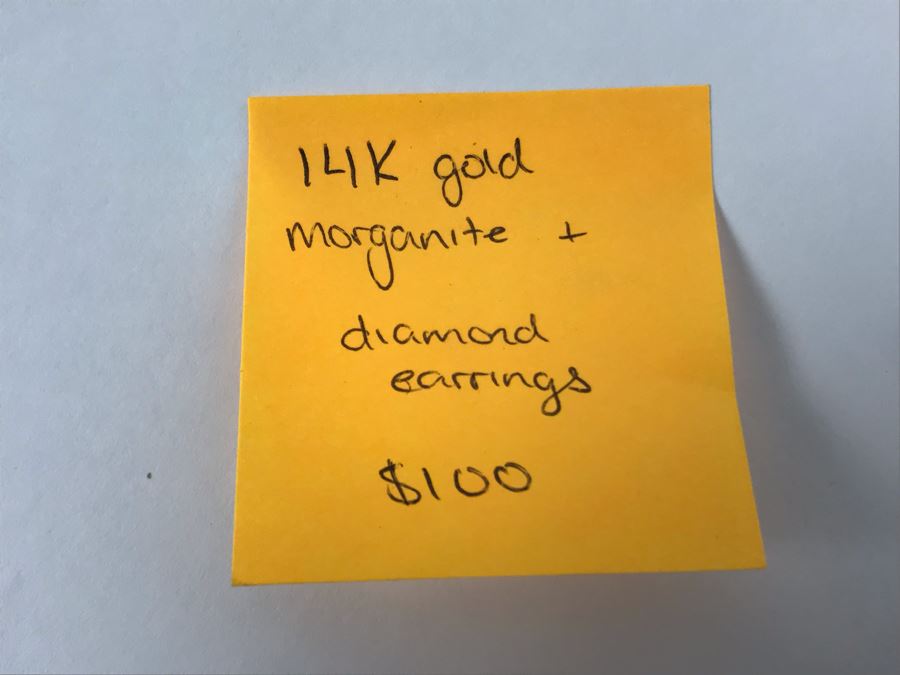 14K gold
morganite +
diamond
earrings
$100